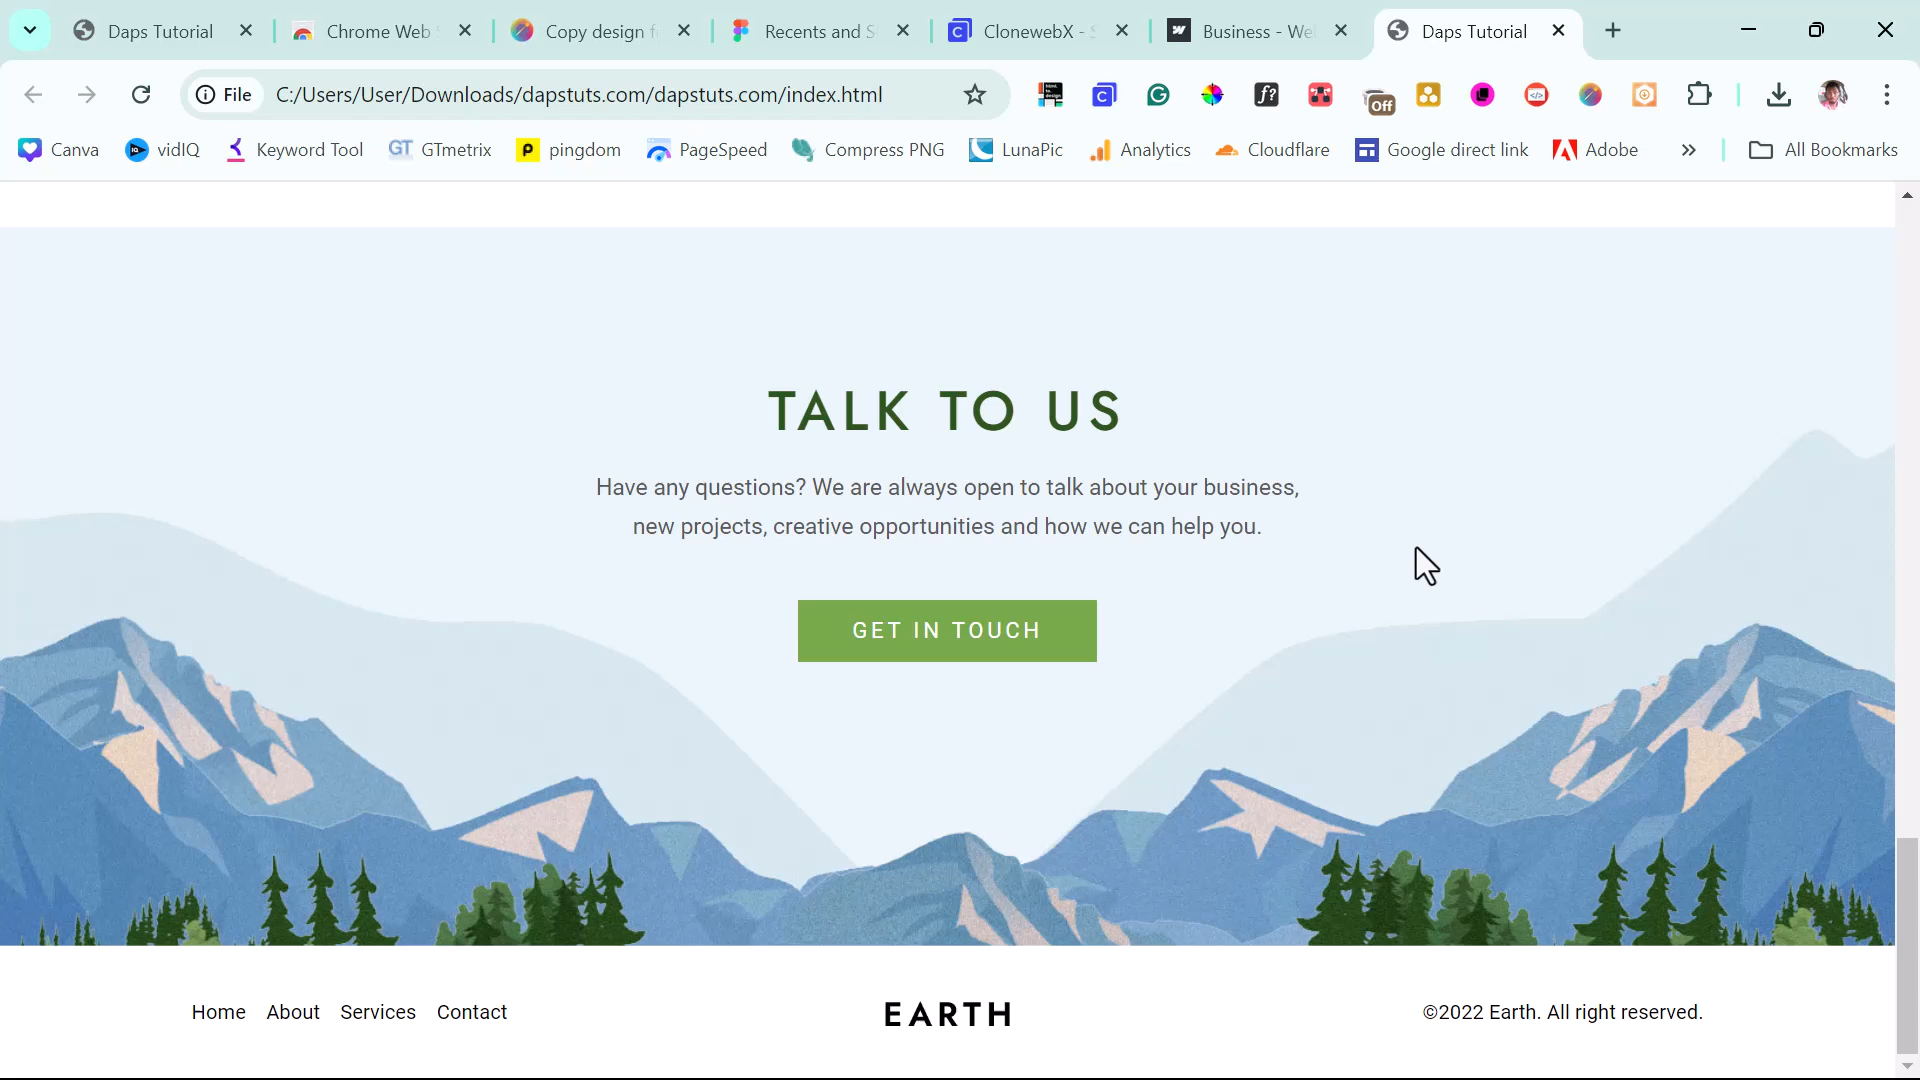 Daps Tutorial
Chrome Web
Copy design f
Recents and S
CloneWebX - S
Business - We
Daps Tutorial
File
C:/Users/User/Downloads/dapstuts.com/dapstuts.com/index.html
Off
Canva
vidIQ
Keyword Tool
GT GTmetrix
pingdom
PageSpeed
Compress PNG
LunaPic
Analytics
Cloudflare
Google direct link
Adobe
All Bookmarks
TALK TO US
Have any questions? We are always open to talk about your business,
new projects, creative opportunities and how we can help you.
GET IN TOUCH
Home About Services Contact
EARTH
©2022 Earth. All right reserved.